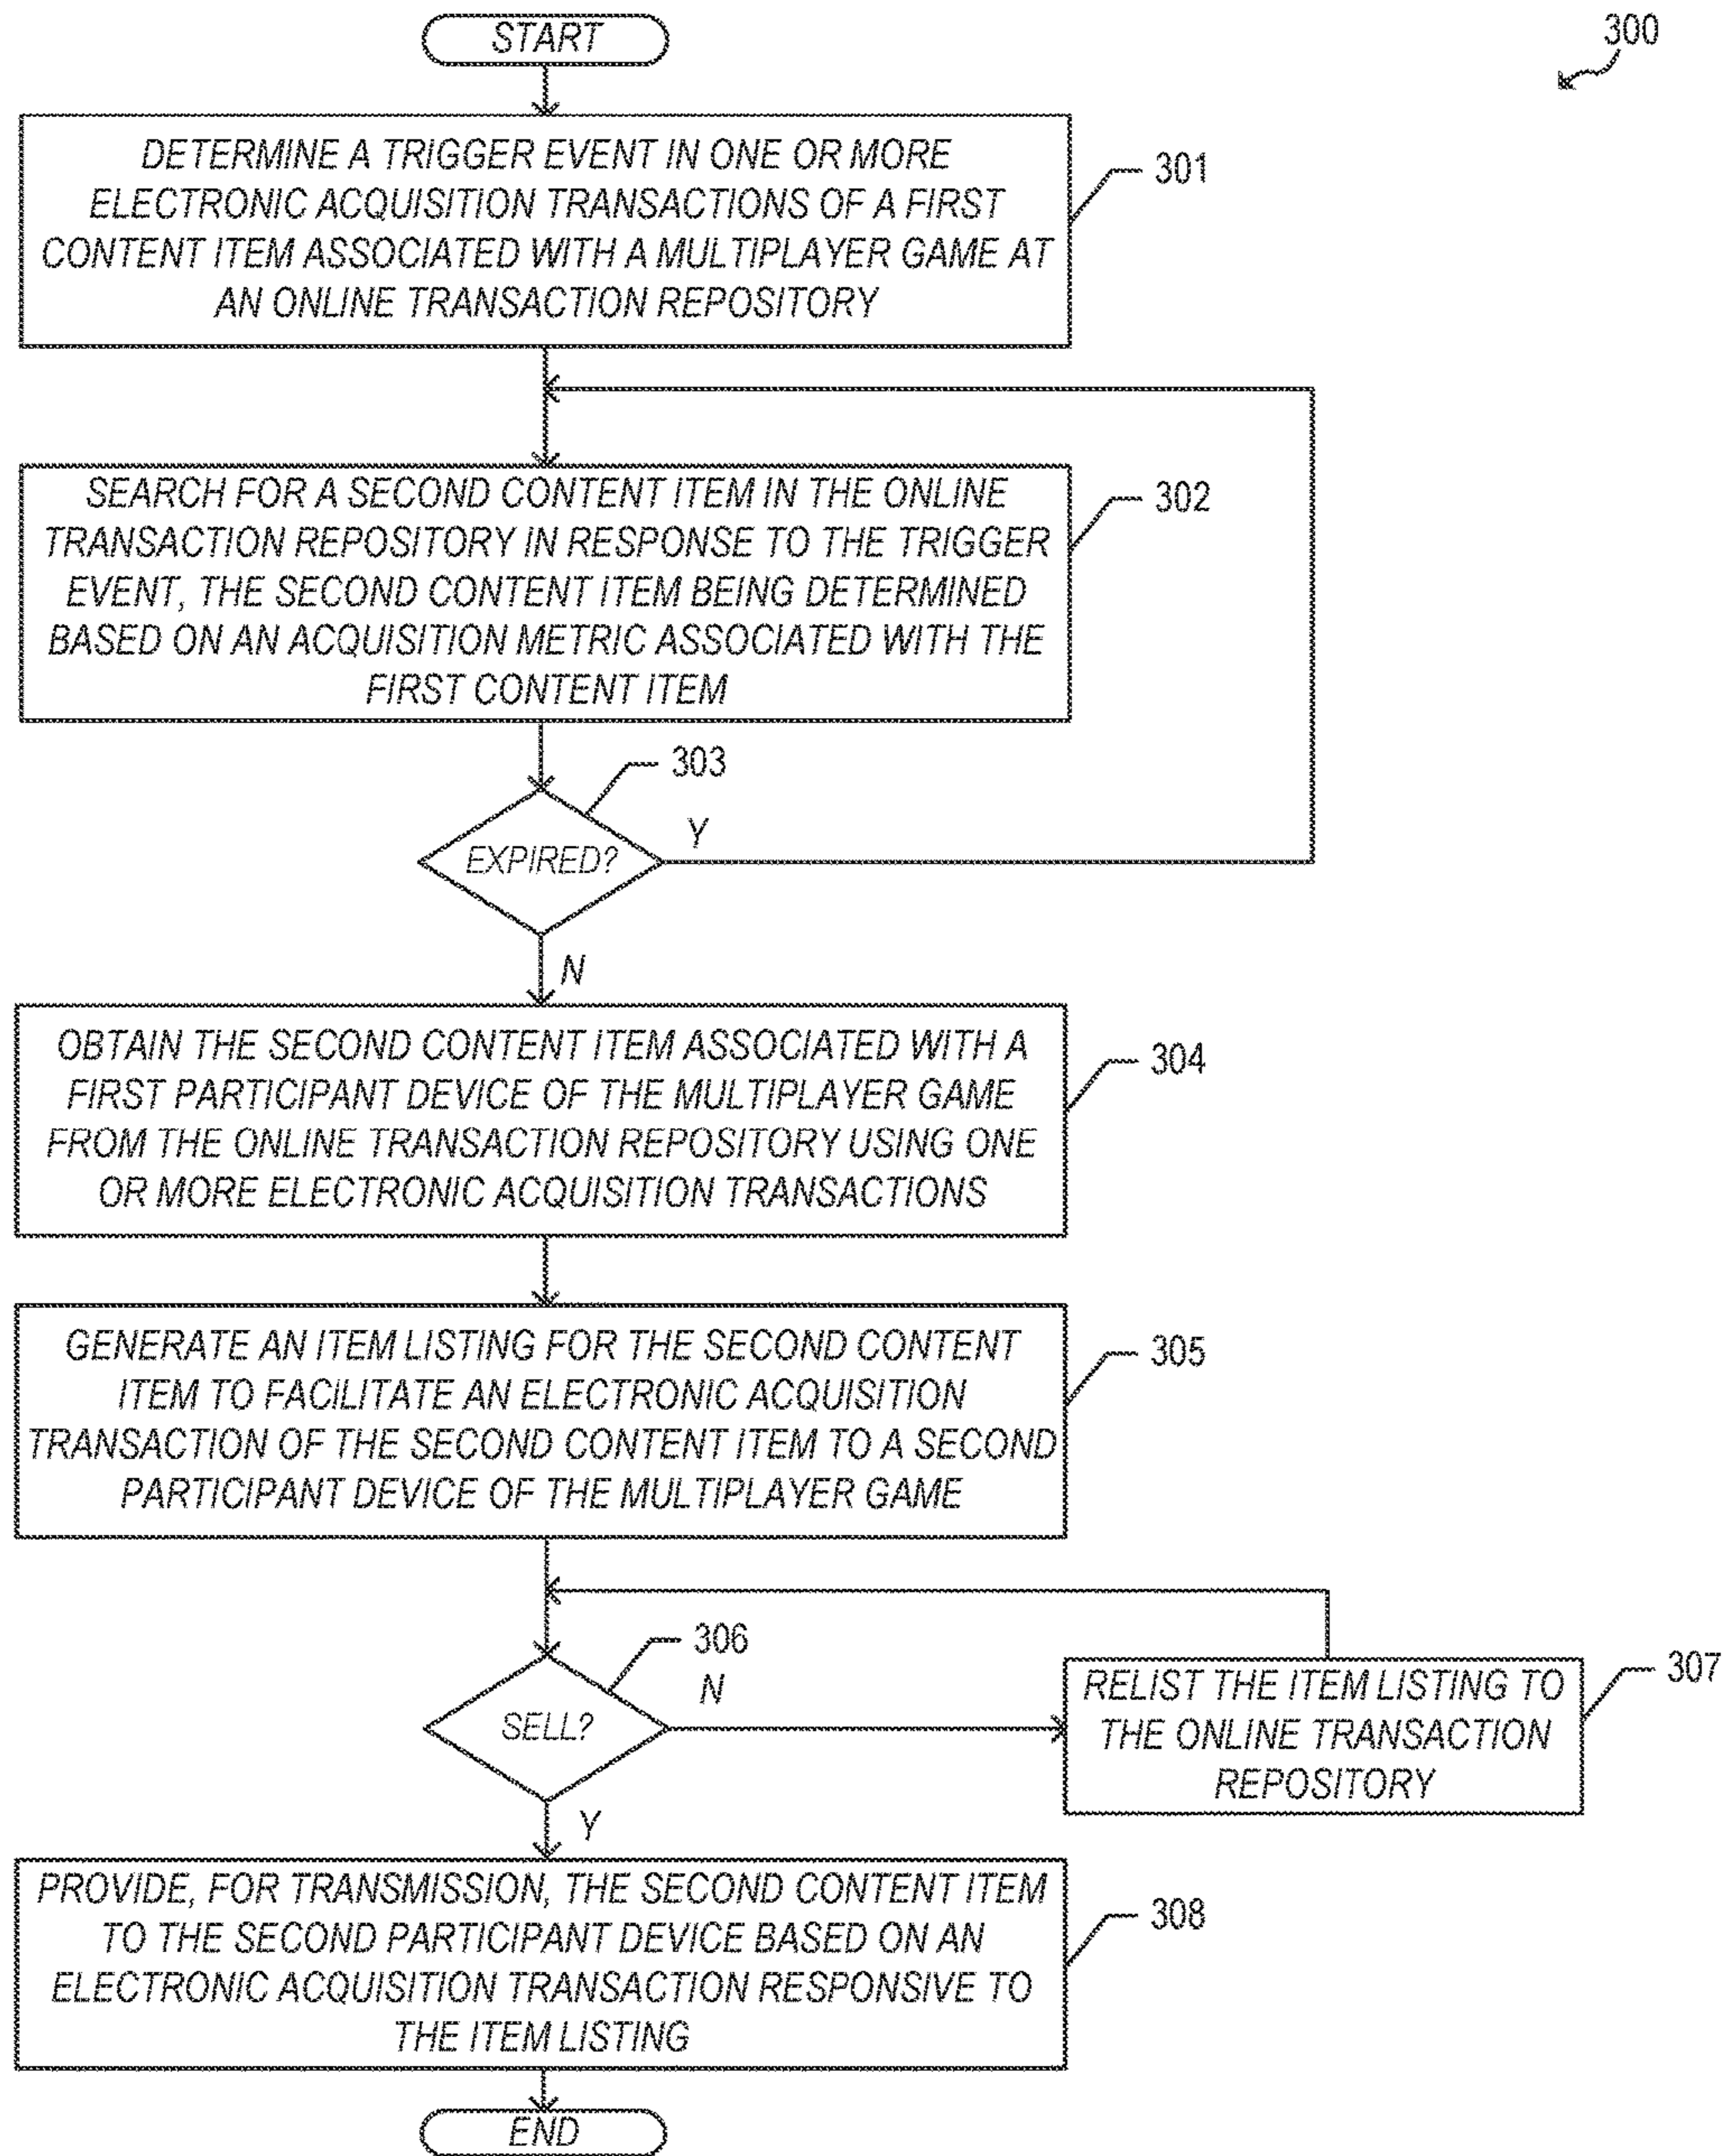 START
300
DETERMINE A TRIGGER EVENT IN ONE OR MORE
ELECTRONIC ACQUISITION TRANSACTIONS OF A FIRST
CONTENT ITEM ASSOCIATED WITH A MULTIPLAYER GAME AT
AN ONLINE TRANSACTION REPOSITORY
301
SEARCH FOR A SECOND CONTENT ITEM IN THE ONLINE
TRANSACTION REPOSITORY IN RESPONSE TO THE TRIGGER
EVENT, THE SECOND CONTENT ITEM BEING DETERMINED
BASED ON AN ACQUISITION METRIC ASSOCIATED WITH THE
FIRST CONTENT ITEM
302
303
EXPIRED?
Y
N
OBTAIN THE SECOND CONTENT ITEM ASSOCIATED WITH A
FIRST PARTICIPANT DEVICE OF THE MULTIPLAYER GAME
FROM THE ONLINE TRANSACTION REPOSITORY USING ONE
OR MORE ELECTRONIC ACQUISITION TRANSACTIONS
304
GENERATE AN ITEM LISTING FOR THE SECOND CONTENT
ITEM TO FACILITATE AN ELECTRONIC ACQUISITION
TRANSACTION OF THE SECOND CONTENT ITEM TO A SECOND
PARTICIPANT DEVICE OF THE MULTIPLAYER GAME
305
306
SELL?
N
Y
RELIST THE ITEM LISTING TO
THE ONLINE TRANSACTION
REPOSITORY
307
PROVIDE, FOR TRANSMISSION, THE SECOND CONTENT ITEM
TO THE SECOND PARTICIPANT DEVICE BASED ON AN
ELECTRONIC ACQUISITION TRANSACTION RESPONSIVE TO
THE ITEM LISTING
308
END